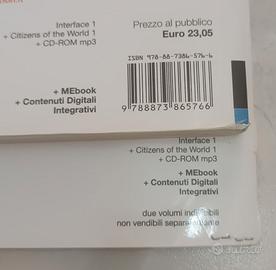 Interface 1
+ Citizens of the World 1
+ CD-ROM mp3
+ MEbook
+ Contenuti Digitali
Integrativi
Prezzo al pubblico
Euro 23,05
ISBN 978-88-7386-576-6
9 788873 865766
Interface 1
+ Citizens of the World 1
+ CD-ROM mp3
+ MEbook
+ Contenuti Digitali
Integrativi
due volumi indivisibili
non vendibili separatamente